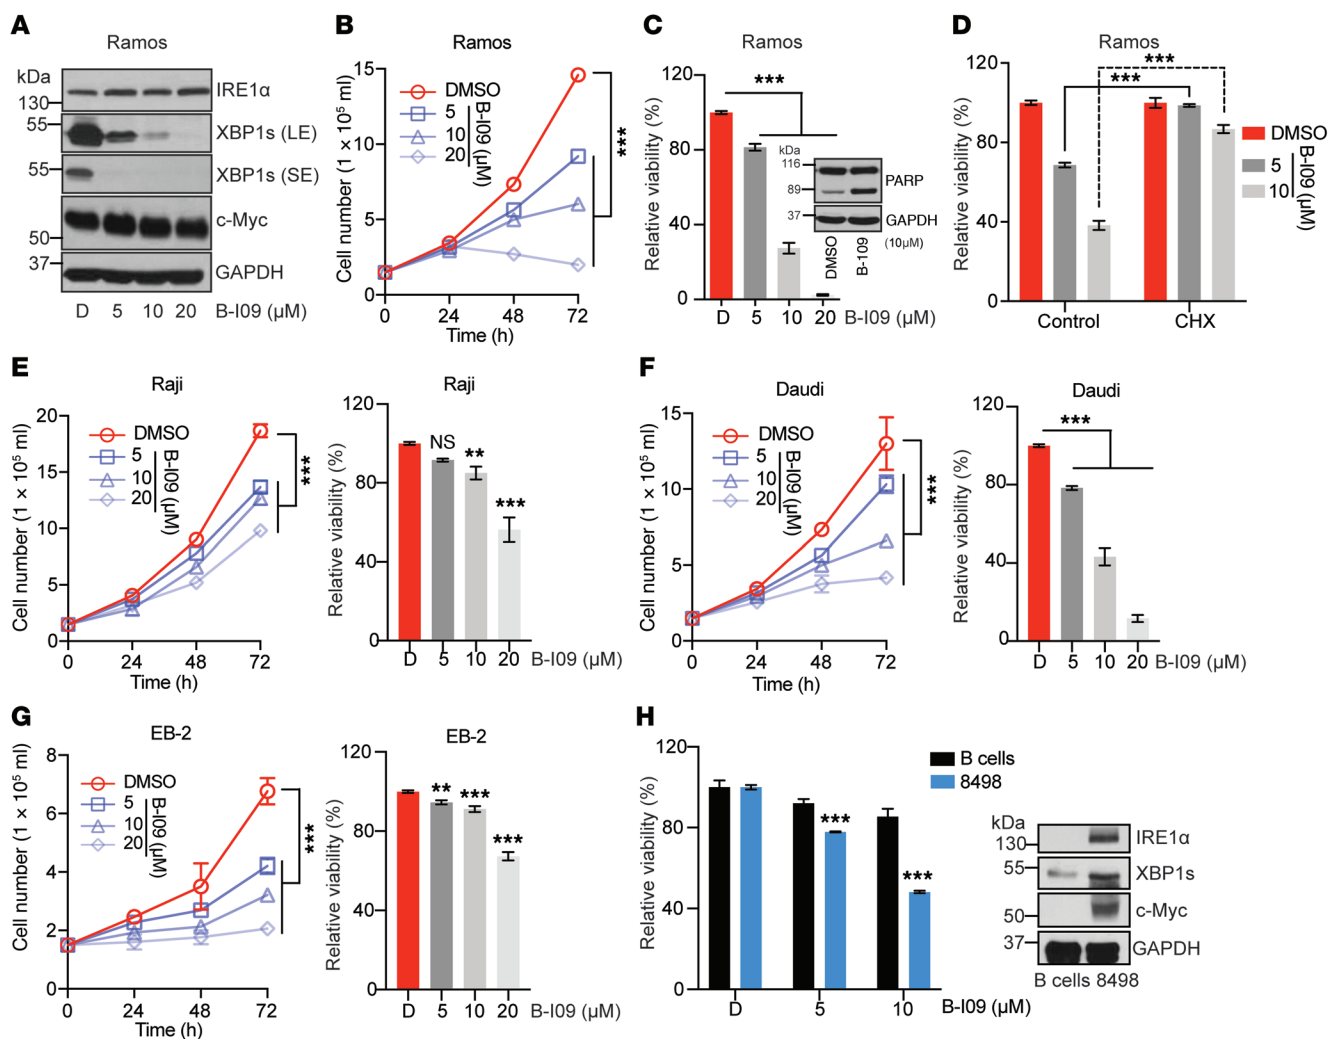 A
Ramos
kDa
130
55
55
50
37
IRE1α
XBP1s (LE)
XBP1s (SE)
c-Myc
GAPDH
D 5 10 20 B-I09 (μM)
B
Ramos
Cell number (1 × 10⁵ ml)
15
10
5
0
DMSO
5
10
20
B-I09 (μM)
***
0 24 48 72
Time (h)
C
Ramos
Relative viability (%)
120
80
40
0
***
kDa
116
89
37
PARP
GAPDH
DMSO
B-109
(10μM)
D 5 10 20 B-I09 (μM)
D
Ramos
Relative viability (%)
120
80
40
0
***
***
DMSO
5
10
B-I09 (μM)
Control CHX
E
Raji
Cell number (1 × 10⁵ ml)
20
15
10
5
0
DMSO
5
10
20
B-I09 (μM)
***
0 24 48 72
Time (h)
Raji
Relative viability (%)
120
80
40
0
NS
**
***
D 5 10 20 B-I09 (μM)
F
Daudi
Cell number (1 × 10⁵ ml)
15
10
5
0
DMSO
5
10
20
B-I09 (μM)
***
0 24 48 72
Time (h)
Daudi
Relative viability (%)
120
80
40
0
***
D 5 10 20 B-I09 (μM)
G
EB-2
Cell number (1 × 10⁵ ml)
8
6
4
2
0
DMSO
5
10
20
B-I09 (μM)
***
0 24 48 72
Time (h)
EB-2
Relative viability (%)
120
80
40
0
**
***
***
D 5 10 20 B-I09 (μM)
H
Relative viability (%)
120
80
40
0
***
***
B cells
8498
D 5 10 B-I09 (μM)
kDa
130
55
50
37
IRE1α
XBP1s
c-Myc
GAPDH
B cells 8498